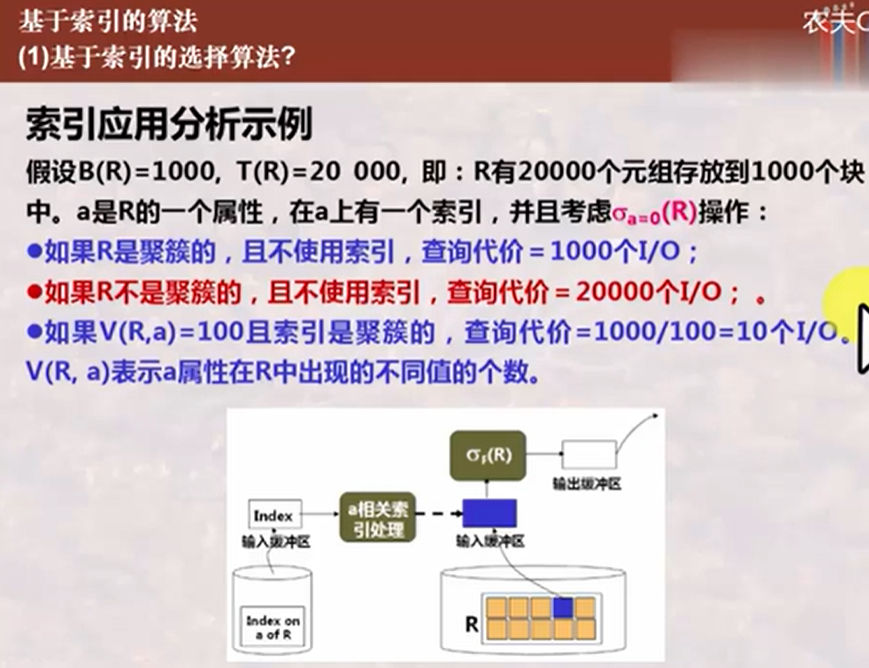 基于索引的算法
农夫
(1)基于索引的选择算法?
索引应用分析示例
假设B(R)=1000, T(R)=20 000, 即：R有20000个元组存放到1000个块
中。a是R的一个属性，在a上有一个索引，并且考虑σa=0(R)操作：
●如果R是聚簇的，且不使用索引，查询代价＝1000个I/O；
●如果R不是聚簇的，且不使用索引，查询代价＝20000个I/O； 。
●如果V(R,a)=100且索引是聚簇的，查询代价=1000/100=10个I/O。
V(R, a)表示a属性在R中出现的不同值的个数。
σf(R)
输出缓冲区
Index
a相关索
引处理
输入缓冲区
输入缓冲区
Index on
a of R
R